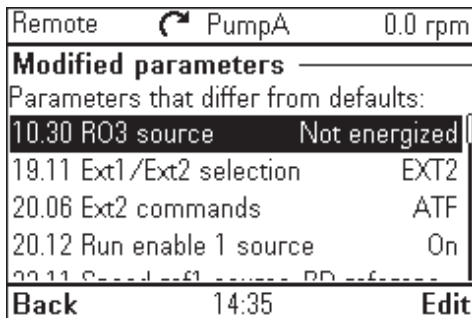 Remote PumpA 0.0 rpm
Modified parameters
Parameters that differ from defaults:
10.30 RO3 source Not energized
19.11 Ext1/Ext2 selection EXT2
20.06 Ext2 commands ATF
20.12 Run enable 1 source On
Back 14:35 Edit